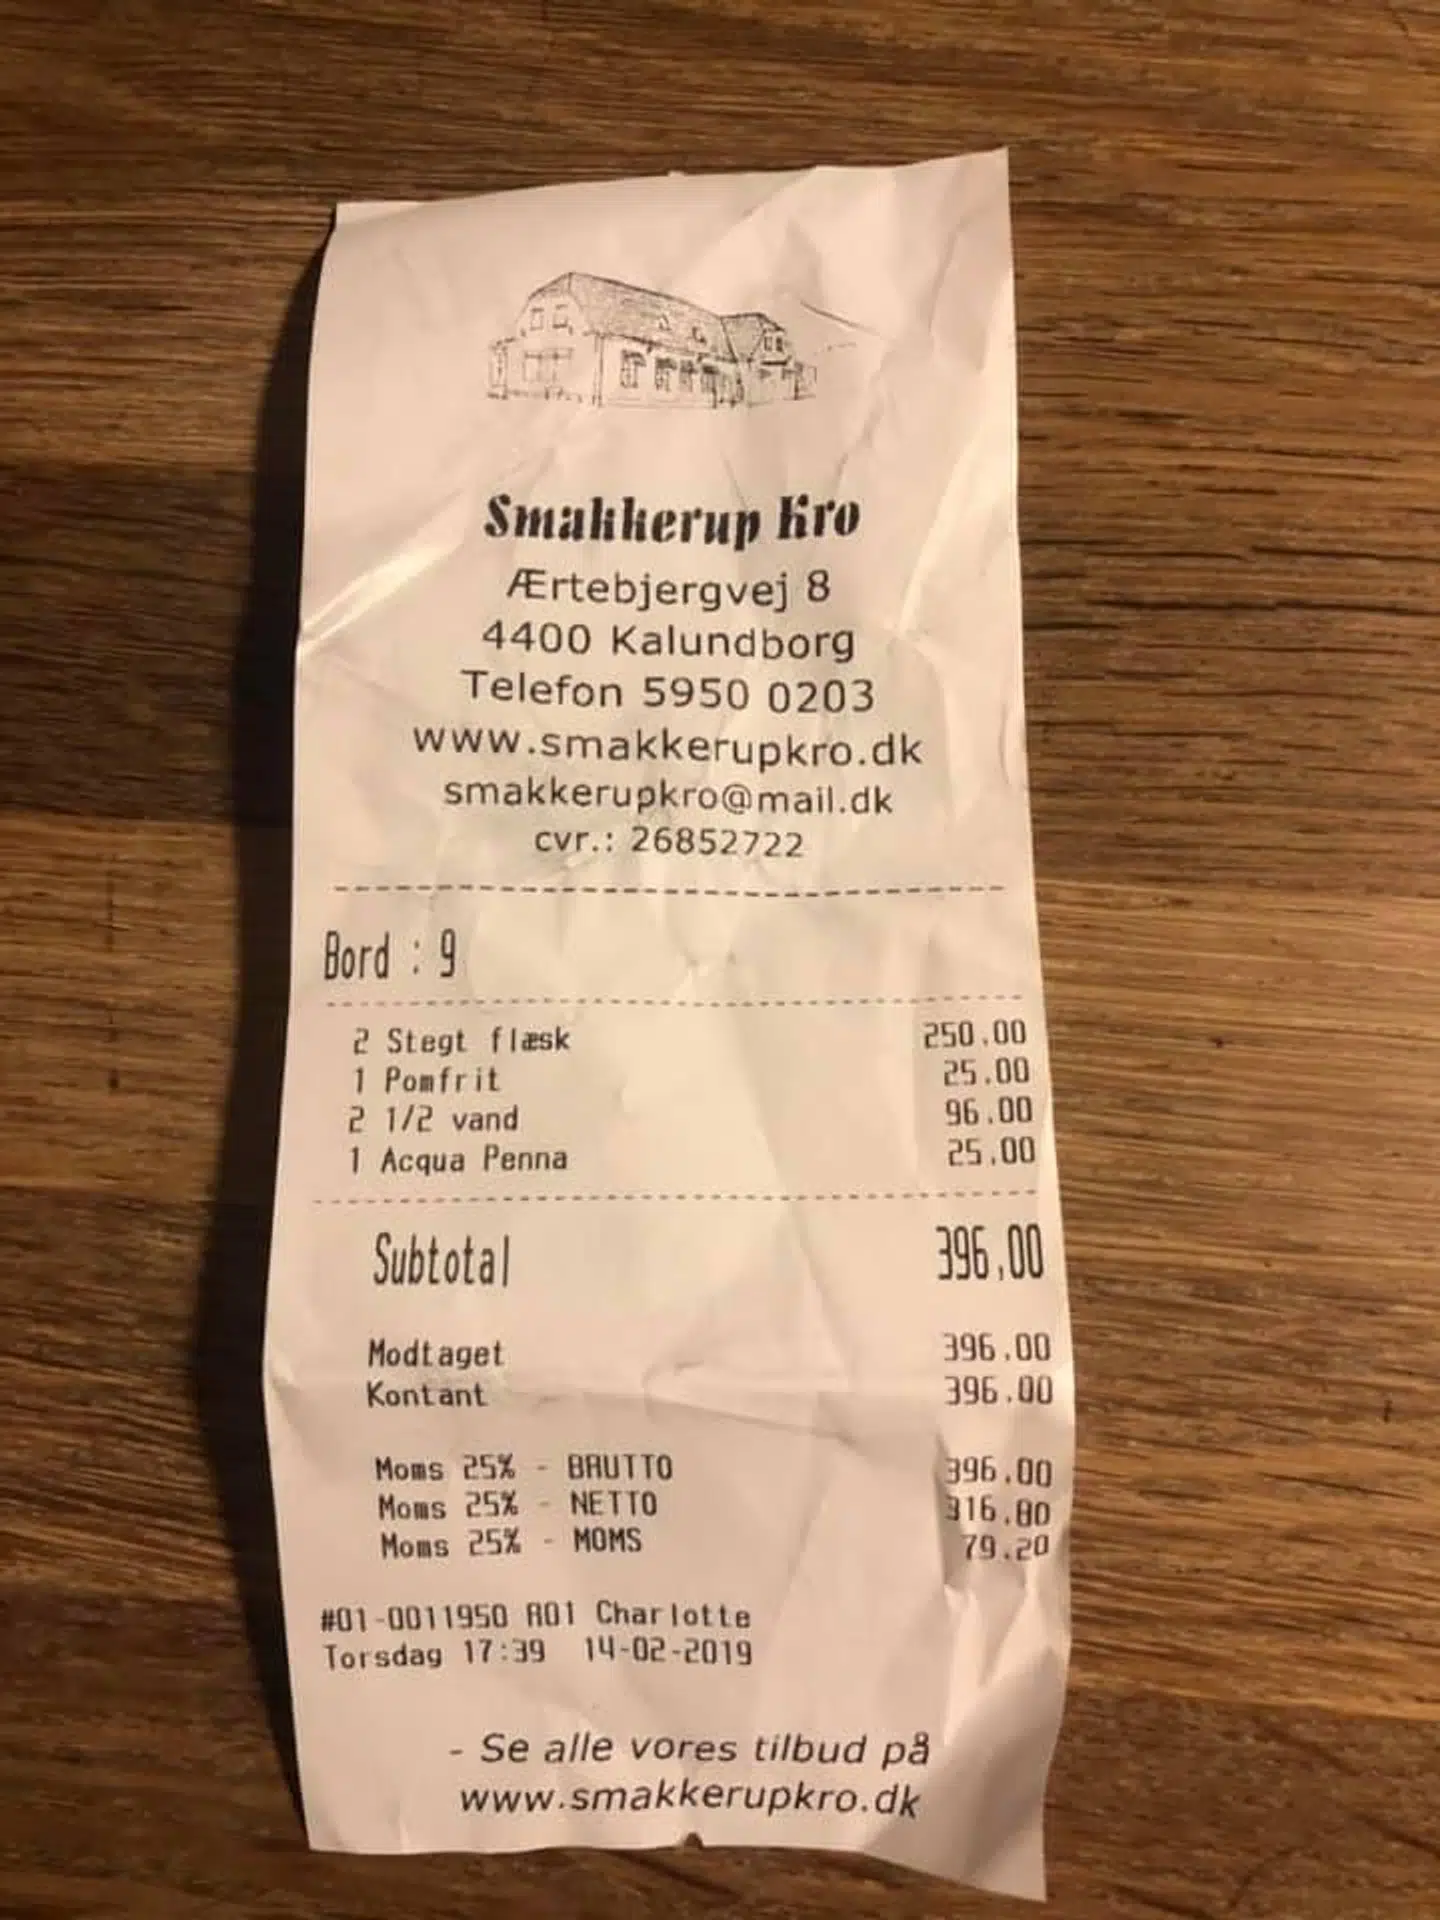 Smakkerup Kro
Ærtebjergvej 8
4400 Kalundborg
Telefon 5950 0203
www.smakkerupkro.dk
smakkerupkro@mail.dk
cvr.: 26852722
Bord : 9
2 Stegt flæsk 250.00
1 Pomfrit 25.00
2 1/2 vand 96.00
1 Acqua Penna 25.00
Subtotal 396,00
Modtaget 396.00
Kontant 396.00
Moms 25% - BRUTTO 396.00
Moms 25% - NETTO 316.80
Moms 25% - MOMS 79.20
#01-0011950 R01 Charlotte
Torsdag 17:39 14-02-2019
- Se alle vores tilbud på
www.smakkerupkro.dk